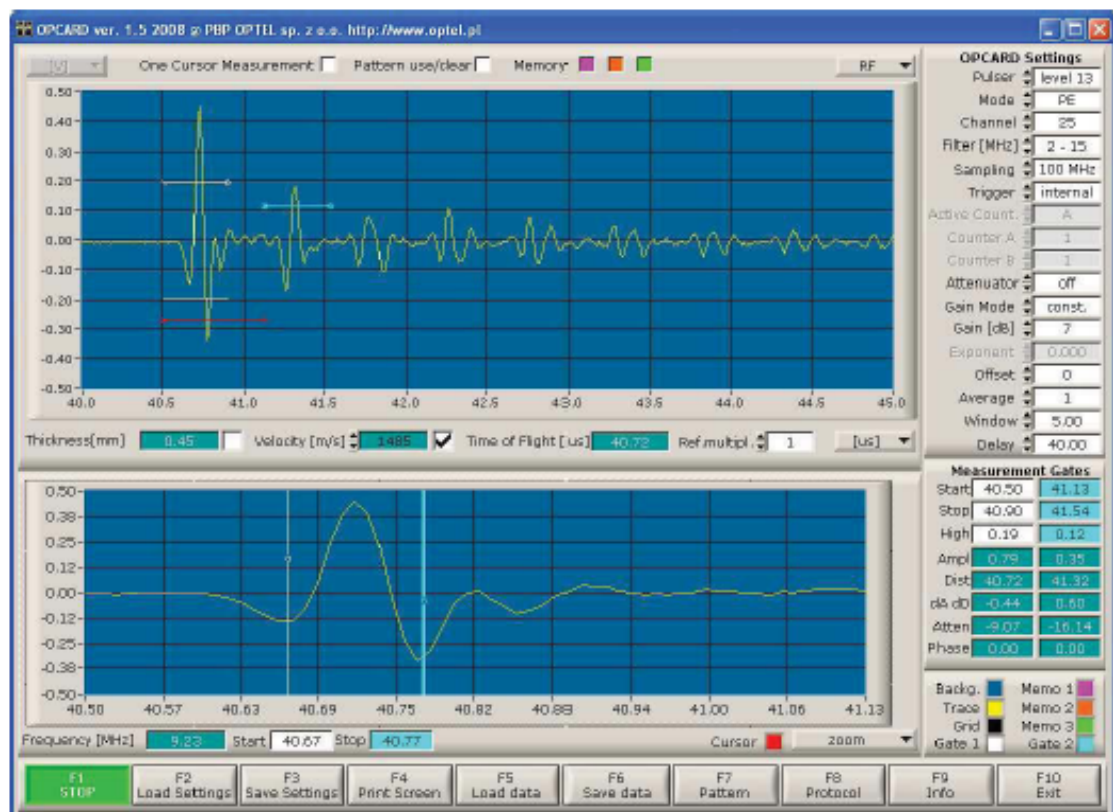 OPCARD ver. 1.5 2008 @ PBP OPTEL sp. z o.o. http://www.optel.pl
[V] One Cursor Measurement Pattern use/clear Memory RF
0.50
0.40
0.30
0.20
0.10
0.00
-0.10
-0.20
-0.30
-0.40
-0.50
40.0 40.5 41.0 41.5 42.0 42.5 43.0 43.5 44.0 44.5 45.0
Thickness[mm] 0.45 Velocity [m/s] 1485 Time of Flight [us] 40.72 Ref.multipl. 1 [us]
0.50
0.38
0.25
0.12
0.00
-0.12
-0.25
-0.38
-0.50
40.50 40.57 40.63 40.69 40.75 40.82 40.88 40.94 41.00 41.06 41.13
Frequency [MHz] 9.23 Start 40.67 Stop 40.77 Cursor zoom
OPCARD Settings
Pulser level 13
Mode PE
Channel 25
Filter [MHz] 2 - 15
Sampling 100 MHz
Trigger internal
Active Count. A
Counter A 1
Counter B 1
Attenuator off
Gain Mode const.
Gain [dB] 7
Exponent 0.000
Offset 0
Average 1
Window 5.00
Delay 40.00
Measurement Gates
Start 40.50 41.13
Stop 40.90 41.54
High 0.19 0.12
Ampl 0.79 0.35
Dist 40.72 41.32
dA dD -0.44 0.60
Atten -9.07 -16.14
Phase 0.00 0.00
Backg. Memo 1
Trace Memo 2
Grid Memo 3
Gate 1 Gate 2
F1 STOP
F2 Load Settings
F3 Save Settings
F4 Print Screen
F5 Load data
F6 Save data
F7 Pattern
F8 Protocol
F9 Info
F10 Exit